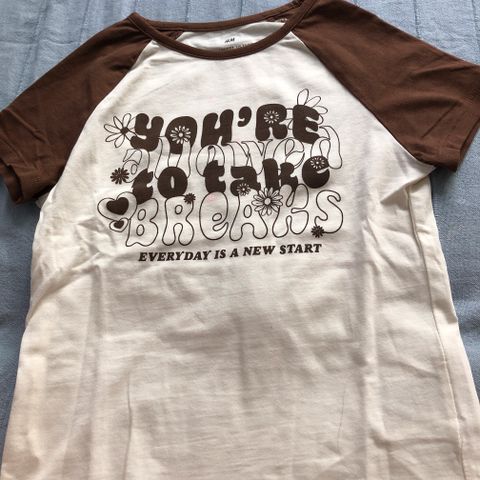 H&M
YOU'RE
allowed
to take
BREAKS
EVERYDAY IS A NEW START